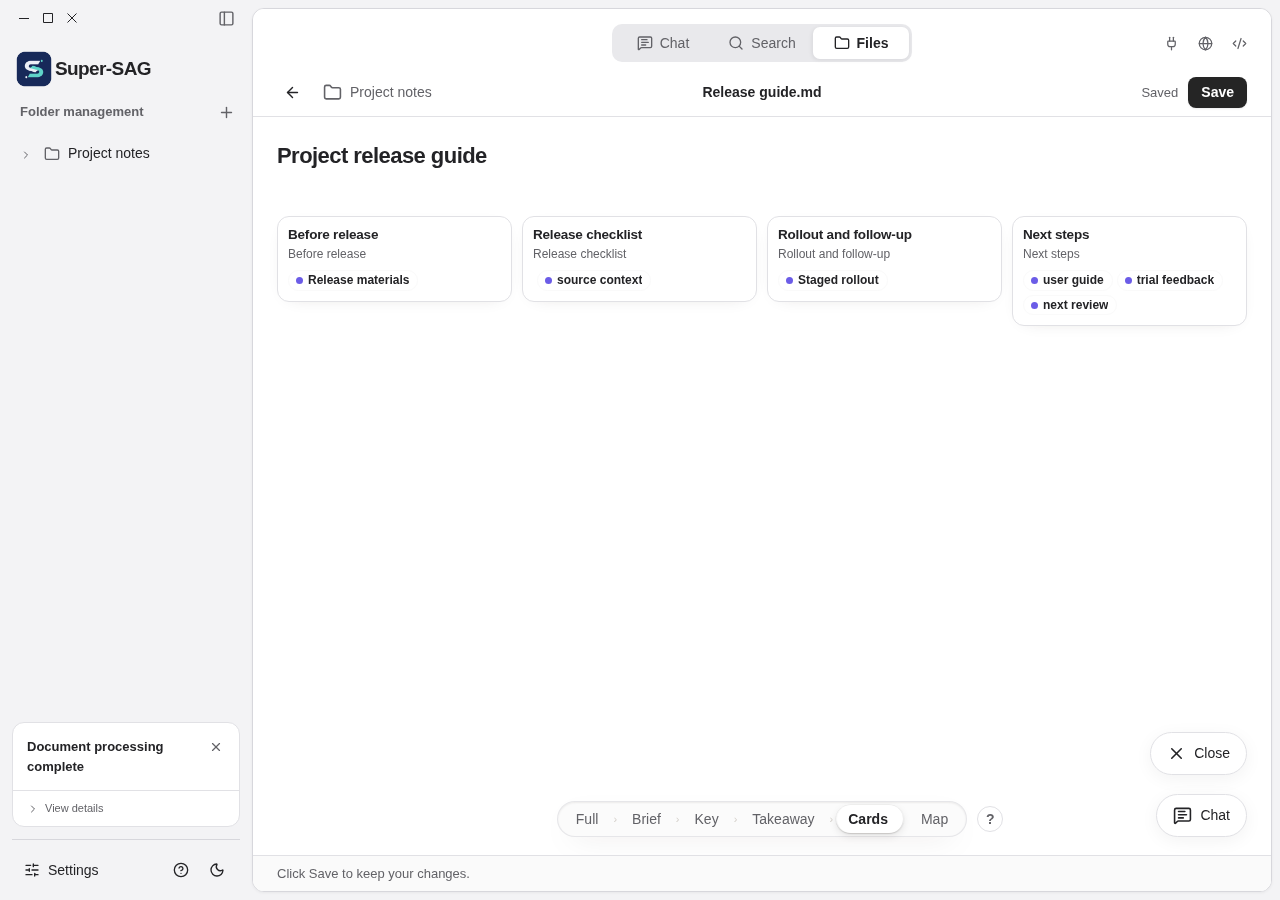 Super-SAG
Folder management
Project notes
Document processing
complete
View details
Settings
Chat
Search
Files
Project notes
Release guide.md
Saved
Save
Project release guide
Before release
Before release
Release materials
Release checklist
Release checklist
source context
Rollout and follow-up
Rollout and follow-up
Staged rollout
Next steps
Next steps
user guide
trial feedback
next review
Close
Chat
Full › Brief › Key › Takeaway › Cards Map ?
Click Save to keep your changes.